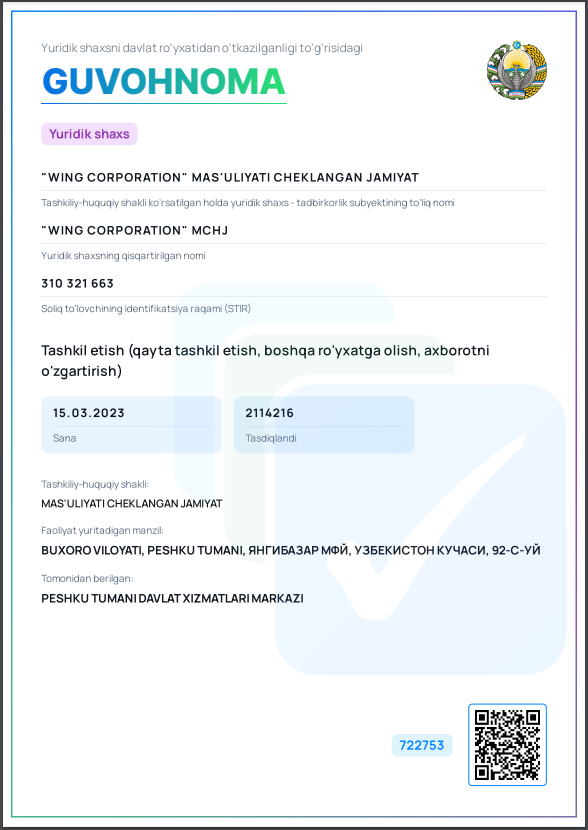 Yuridik shaxsni davlat ro'yxatidan o'tkazilganligi to'g'risidagi
GUVOHNOMA
Yuridik shaxs
"WING CORPORATION" MAS'ULIYATI CHEKLANGAN JAMIYAT
Tashkiliy-huquqiy shakli ko'rsatilgan holda yuridik shaxs - tadbirkorlik subyektining to'liq nomi
"WING CORPORATION" MCHJ
Yuridik shaxsning qisqartirilgan nomi
310 321 663
Soliq to'lovchining identifikatsiya raqami (STIR)
Tashkil etish (qayta tashkil etish, boshqa ro'yxatga olish, axborotni
o'zgartirish)
15.03.2023
Sana
2114216
Tasdiqlandi
Tashkiliy-huquqiy shakli:
MAS'ULIYATI CHEKLANGAN JAMIYAT
Faoliyat yuritadigan manzil:
BUXORO VILOYATI, PESHKU TUMANI, ЯНГИБАЗАР МФЙ, УЗБЕКИСТОН КУЧАСИ, 92-С-УЙ
Tomonidan berilgan:
PESHKU TUMANI DAVLAT XIZMATLARI MARKAZI
722753